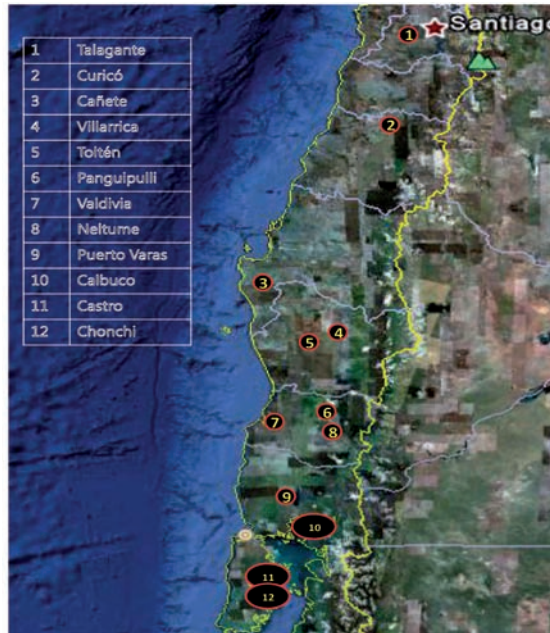 Santiago
1 Talagante
2 Curicó
3 Cañete
4 Villarrica
5 Toltén
6 Panguipulli
7 Valdivia
8 Neltume
9 Puerto Varas
10 Calbuco
11 Castro
12 Chonchi
1
2
3
4
5
6
7
8
9
10
11
12